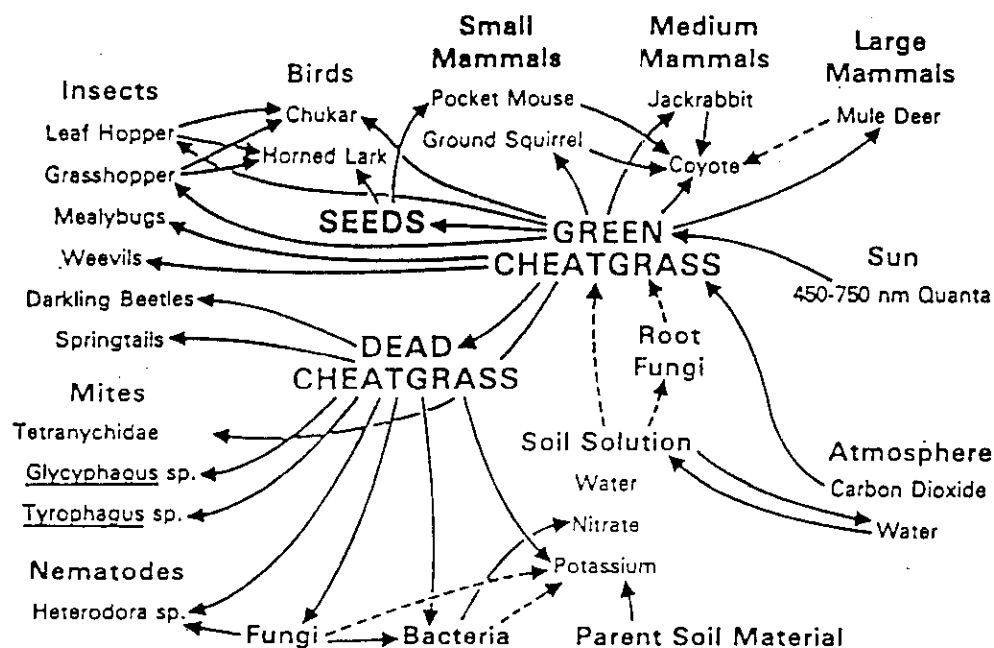 Small
Mammals
Medium
Mammals
Large
Mammals
Birds
Insects
Pocket Mouse
Jackrabbit
Chukar
Mule Deer
Leaf Hopper
Ground Squirrel
Horned Lark
Coyote
Grasshopper
Mealybugs
SEEDS
GREEN
CHEATGRASS
Weevils
Sun
450-750 nm Quanta
Darkling Beetles
Springtails
DEAD
CHEATGRASS
Root
Fungi
Mites
Tetranychidae
Soil Solution
Atmosphere
Glycyphagus sp.
Water
Carbon Dioxide
Tyrophagus sp.
Nitrate
Water
Nematodes
Potassium
Heterodora sp.
Fungi
Bacteria
Parent Soil Material